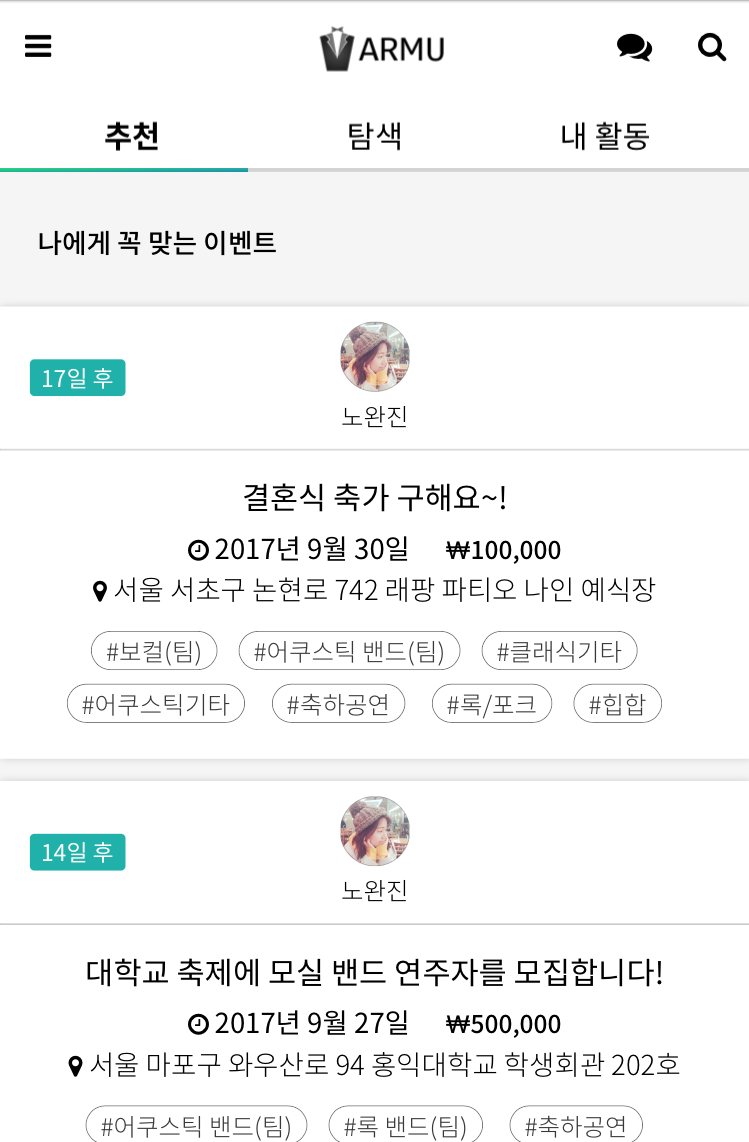 ARMU
추천 탐색 내 활동
나에게 꼭 맞는 이벤트
17일 후
노완진
결혼식 축가 구해요~!
2017년 9월 30일 ₩100,000
서울 서초구 논현로 742 래팡 파티오 나인 예식장
#보컬(팀) #어쿠스틱 밴드(팀) #클래식기타
#어쿠스틱기타 #축하공연 #록/포크 #힙합
14일 후
노완진
대학교 축제에 모실 밴드 연주자를 모집합니다!
2017년 9월 27일 ₩500,000
서울 마포구 와우산로 94 홍익대학교 학생회관 202호
#어쿠스틱 밴드(팀) #록 밴드(팀) #축하공연